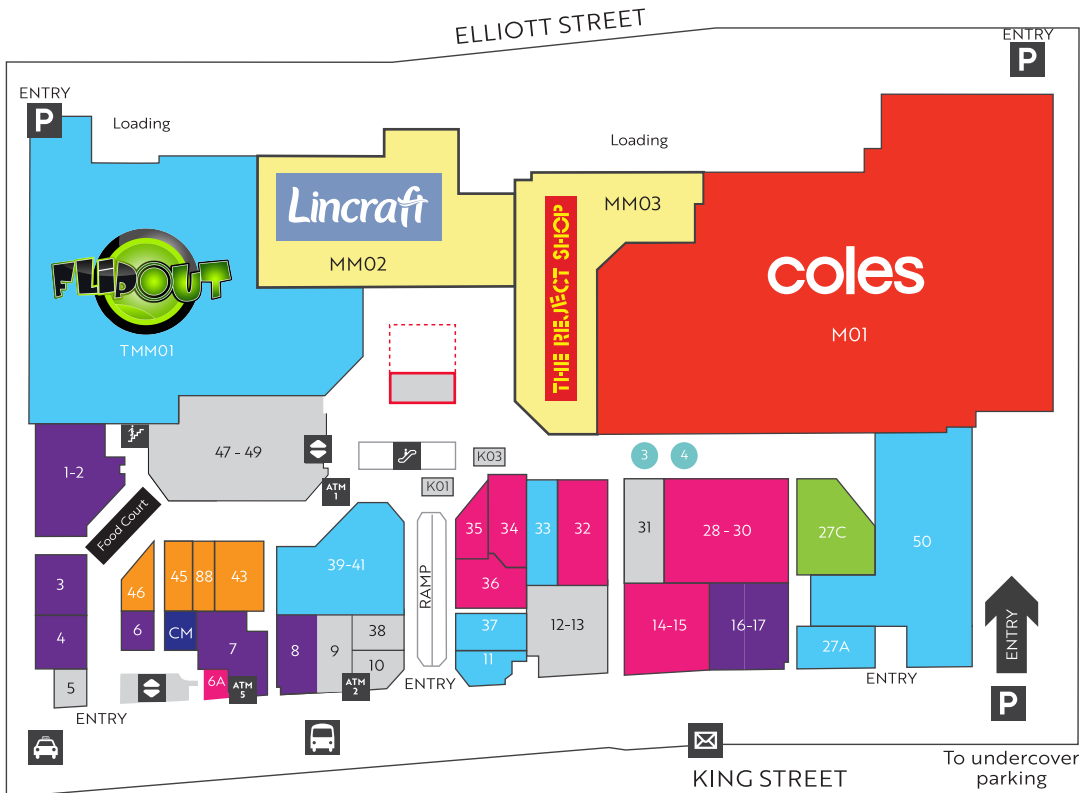 ELLIOTT STREET
ENTRY
P
ENTRY
P
Loading
Loading
Lincraft
MM02
MM03
THE REJECT SHOP
coles
M01
FLIPOUT
TMM01
47 - 49
1-2
Food Court
ATM
1
K03
K01
3
4
35
34
33
32
31
28 - 30
27C
50
39-41
RAMP
36
3
46
45
88
43
4
6
CM
7
8
9
38
10
37
11
12-13
14-15
16-17
27A
ENTRY
5
6A
ATM
5
ATM
2
ENTRY
ENTRY
ENTRY
P
KING STREET
To undercover
parking